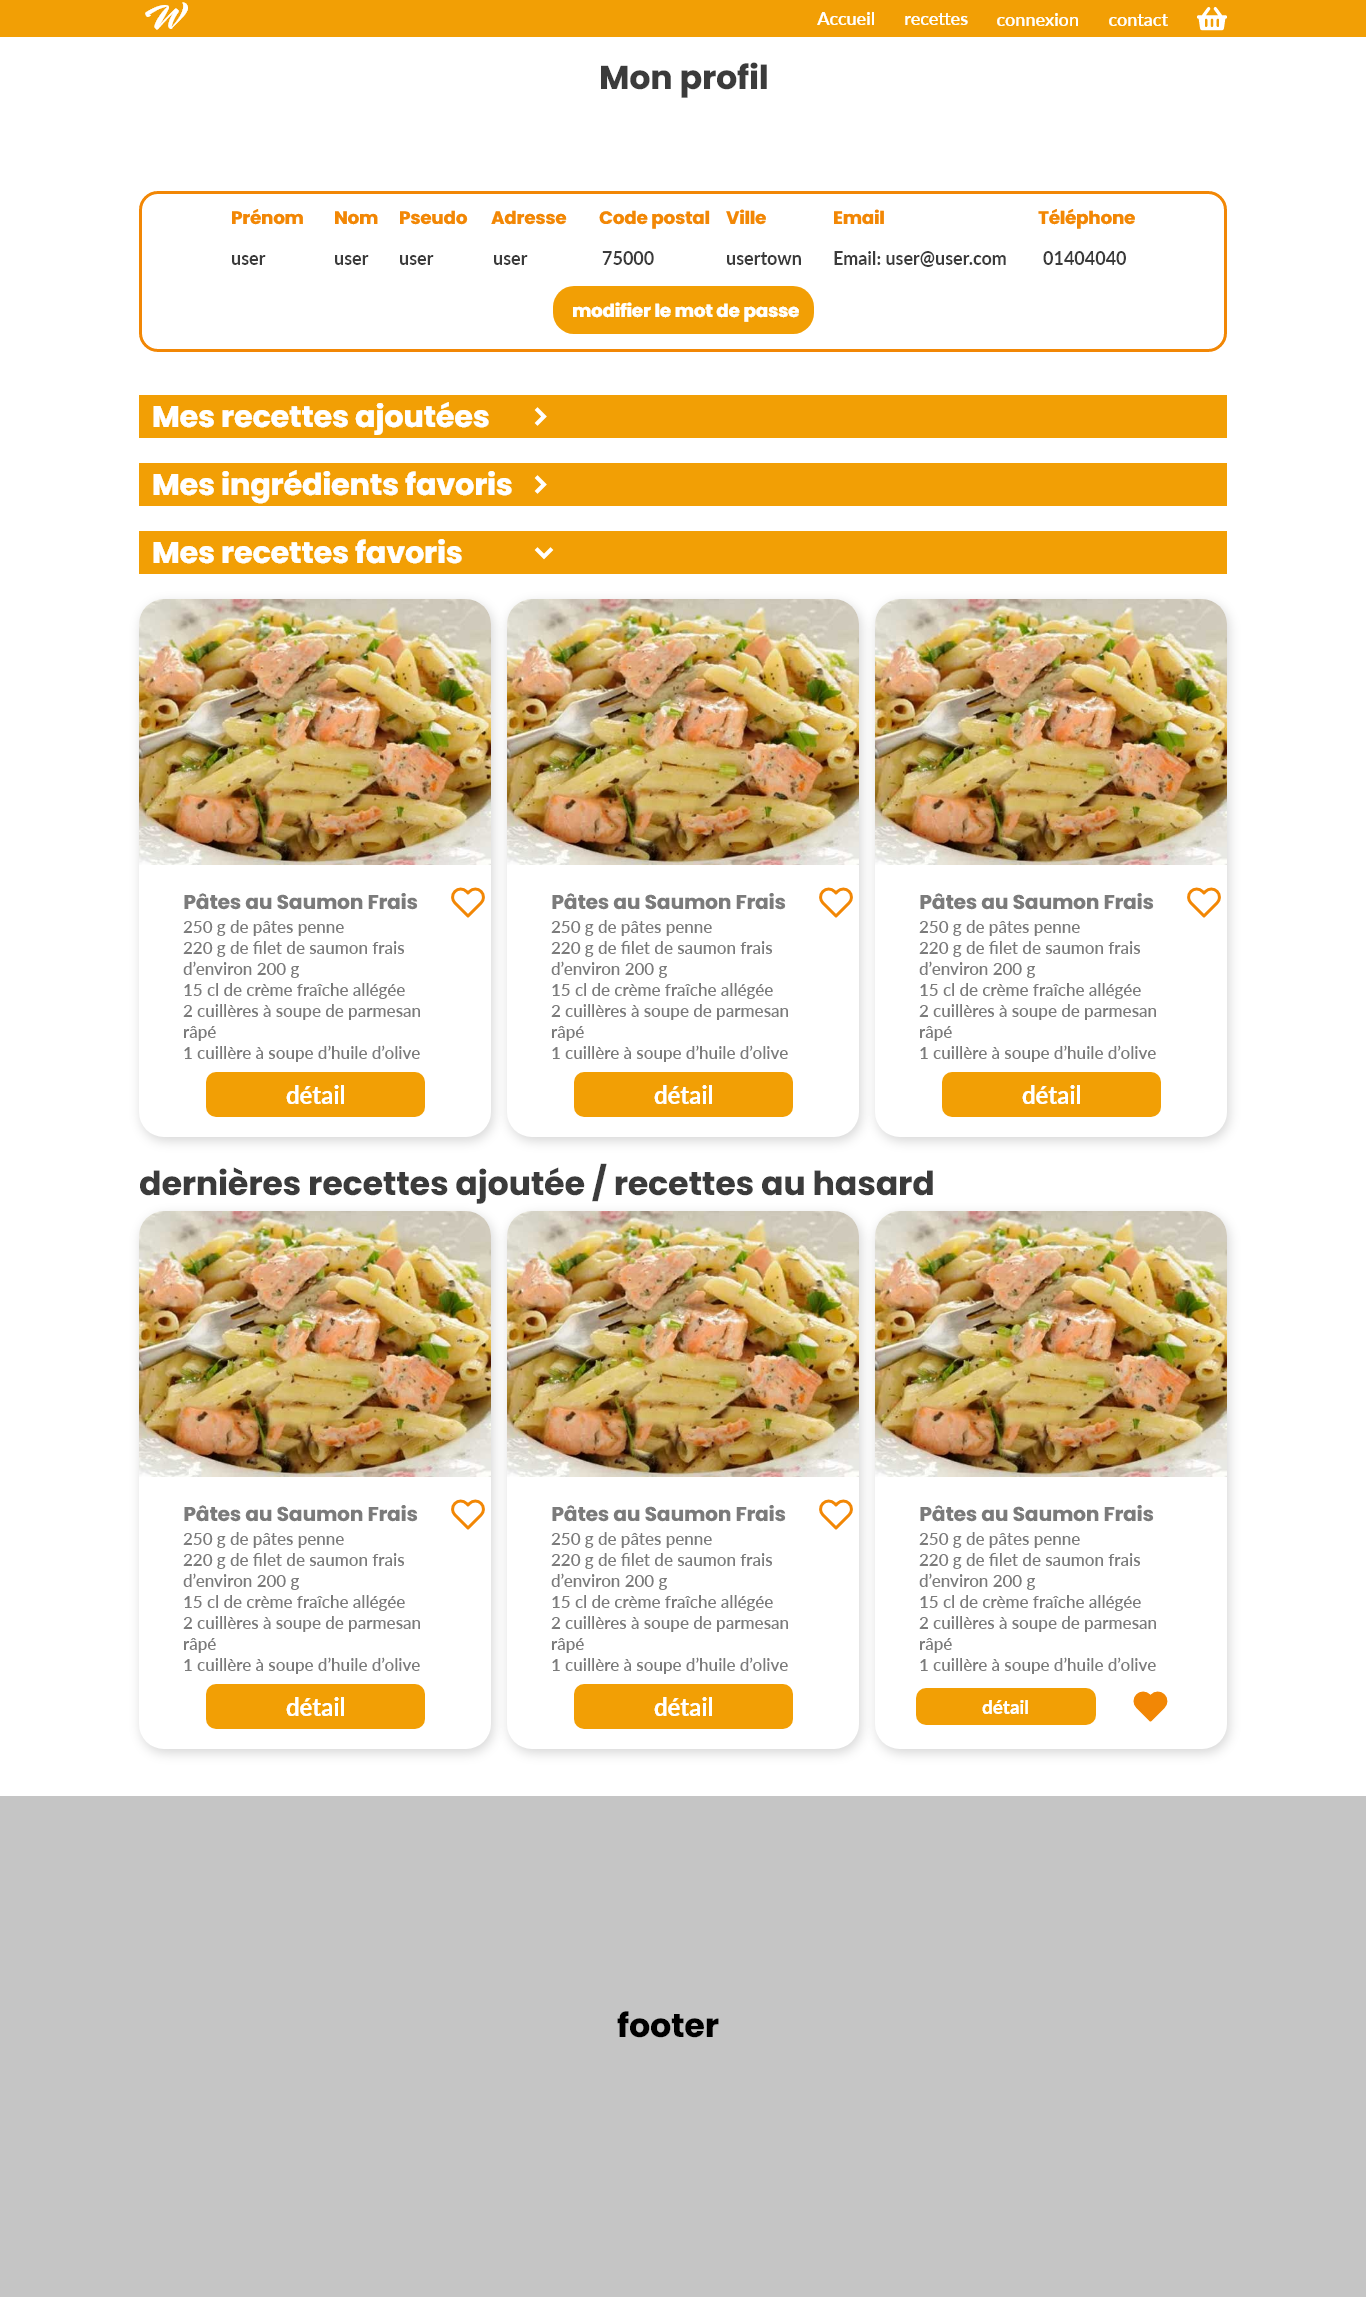 W
Accueil recettes connexion contact
Mon profil
Prénom Nom Pseudo Adresse Code postal Ville Email Téléphone
user user user user 75000 usertown Email: user@user.com 01404040
modifier le mot de passe
Mes recettes ajoutées
Mes ingrédients favoris
Mes recettes favoris
Pâtes au Saumon Frais
250 g de pâtes penne
220 g de filet de saumon frais
d’environ 200 g
15 cl de crème fraîche allégée
2 cuillères à soupe de parmesan
râpé
1 cuillère à soupe d’huile d’olive
détail
Pâtes au Saumon Frais
250 g de pâtes penne
220 g de filet de saumon frais
d’environ 200 g
15 cl de crème fraîche allégée
2 cuillères à soupe de parmesan
râpé
1 cuillère à soupe d’huile d’olive
détail
Pâtes au Saumon Frais
250 g de pâtes penne
220 g de filet de saumon frais
d’environ 200 g
15 cl de crème fraîche allégée
2 cuillères à soupe de parmesan
râpé
1 cuillère à soupe d’huile d’olive
détail
dernières recettes ajoutée / recettes au hasard
Pâtes au Saumon Frais
250 g de pâtes penne
220 g de filet de saumon frais
d’environ 200 g
15 cl de crème fraîche allégée
2 cuillères à soupe de parmesan
râpé
1 cuillère à soupe d’huile d’olive
détail
Pâtes au Saumon Frais
250 g de pâtes penne
220 g de filet de saumon frais
d’environ 200 g
15 cl de crème fraîche allégée
2 cuillères à soupe de parmesan
râpé
1 cuillère à soupe d’huile d’olive
détail
Pâtes au Saumon Frais
250 g de pâtes penne
220 g de filet de saumon frais
d’environ 200 g
15 cl de crème fraîche allégée
2 cuillères à soupe de parmesan
râpé
1 cuillère à soupe d’huile d’olive
détail
footer